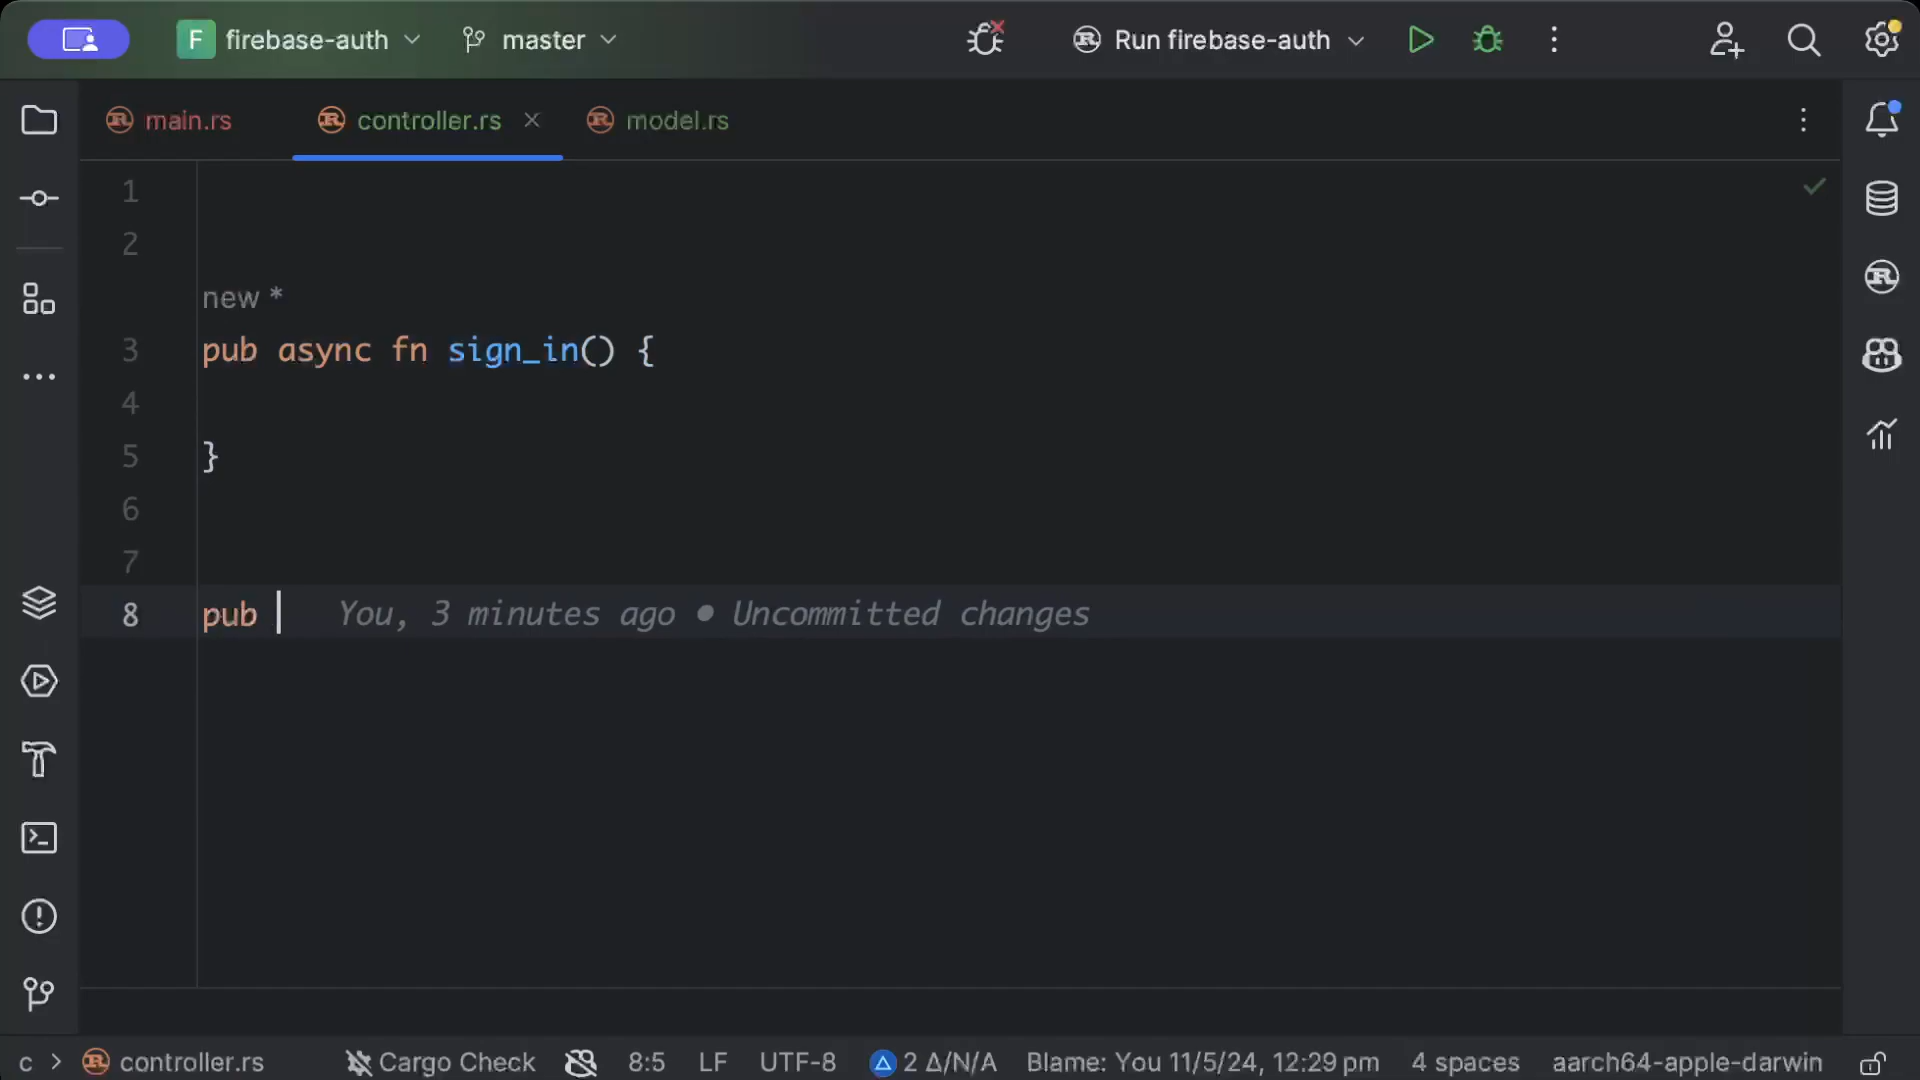 F firebase-auth master Run firebase-auth
main.rs controller.rs model.rs
1
2
new *
3 pub async fn sign_in() {
4
5 }
6
7
8 pub You, 3 minutes ago • Uncommitted changes
c > controller.rs Cargo Check 8:5 LF UTF-8 2 Δ/N/A Blame: You 11/5/24, 12:29 pm 4 spaces aarch64-apple-darwin